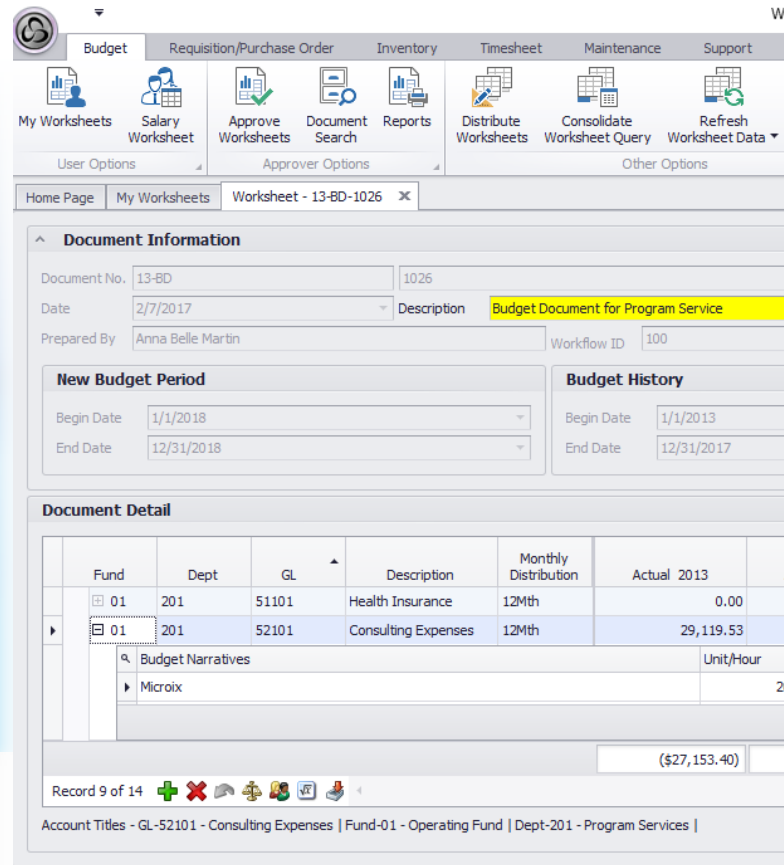 W
Budget Requisition/Purchase Order Inventory Timesheet Maintenance Support
My Worksheets Salary Worksheet Approve Worksheets Document Search Reports Distribute Worksheets Consolidate Worksheet Query Refresh Worksheet Data
User Options Approver Options Other Options
Home Page My Worksheets Worksheet - 13-BD-1026 X
Document Information
Document No. 13-BD 1026
Date 2/7/2017 Description Budget Document for Program Service
Prepared By Anna Belle Martin Workflow ID 100
New Budget Period Budget History
Begin Date 1/1/2018 Begin Date 1/1/2013
End Date 12/31/2018 End Date 12/31/2017
Document Detail
Fund Dept GL Description Monthly Distribution Actual 2013
01 201 51101 Health Insurance 12Mth 0.00
01 201 52101 Consulting Expenses 12Mth 29,119.53
Budget Narratives Unit/Hour
Microix
($27,153.40)
Record 9 of 14
Account Titles - GL-52101 - Consulting Expenses | Fund-01 - Operating Fund | Dept-201 - Program Services |